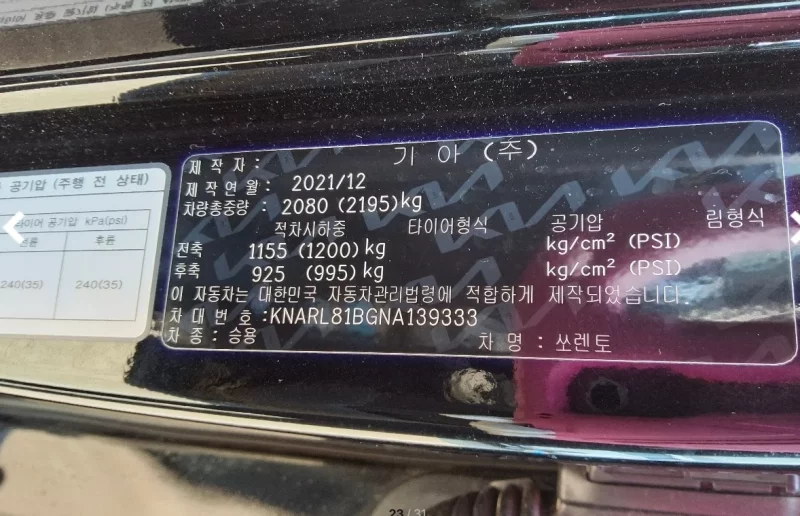 공기압 (주행 전 상태)
타이어 공기압 kPa(psi)
전륜 후륜
240(35) 240(35)
제 작 자 : 기 아 (주)
제 작 연 월 : 2021/12
차량총중량 : 2080 (2195)kg
적차시하중 타이어형식 공기압 림형식
전축 1155 (1200)kg kg/cm² (PSI)
후축 925 (995)kg kg/cm² (PSI)
이 자동차는 대한민국 자동차관리법령에 적합하게 제작되었습니다.
차 대 번 호 :KNARL81BGNA139333
차 종 : 승용 차 명 : 쏘렌토
23 / 31